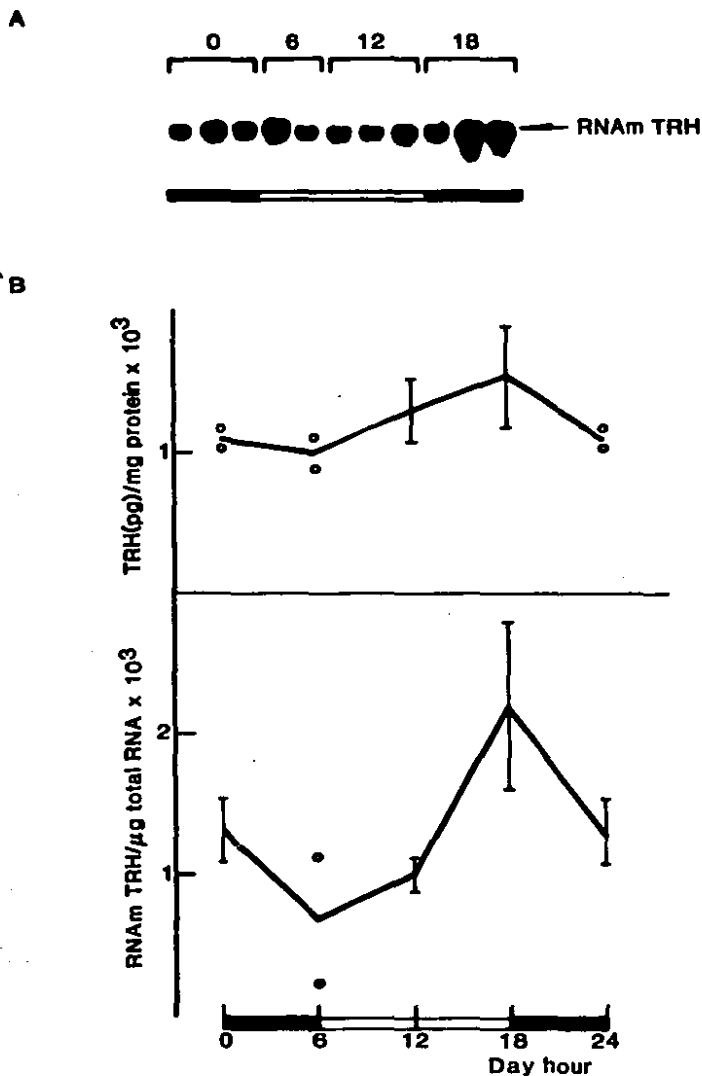 A
0 6 12 18
RNAm TRH
B
TRH(pg)/mg protein x 10³
1
RNAm TRH/µg total RNA x 10³
2
1
0 6 12 18 24
Day hour